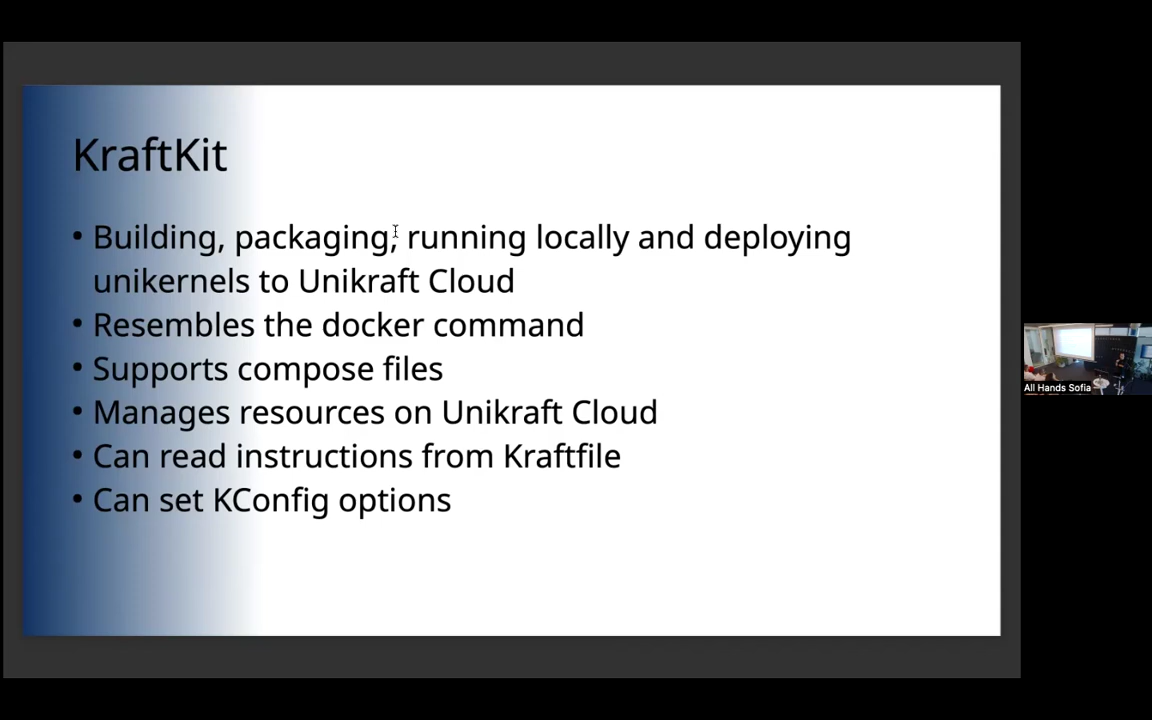 KraftKit
• Building, packaging, running locally and deploying
unikernels to Unikraft Cloud
• Resembles the docker command
• Supports compose files
• Manages resources on Unikraft Cloud
• Can read instructions from Kraftfile
• Can set KConfig options
All Hands Sofia